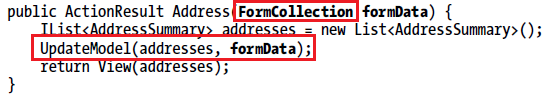 public ActionResult Address(FormCollection formData) {
IList<AddressSummary> addresses = new List<AddressSummary>();
UpdateModel(addresses, formData);
return View(addresses);
}